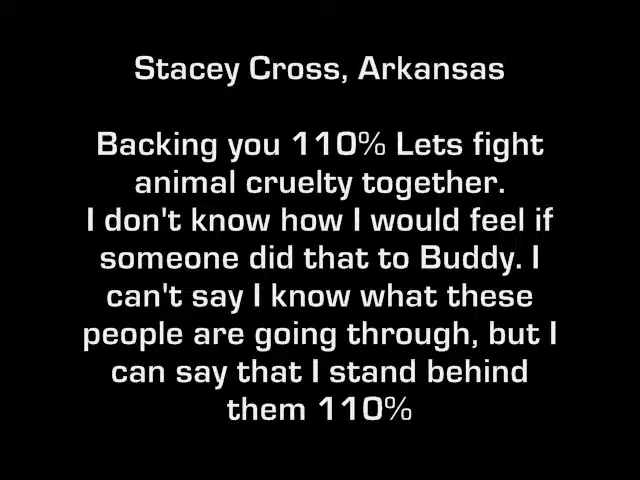 Stacey Cross, Arkansas
Backing you 110% Lets fight
animal cruelty together.
I don't know how I would feel if
someone did that to Buddy. I
can't say I know what these
people are going through, but I
can say that I stand behind
them 110%